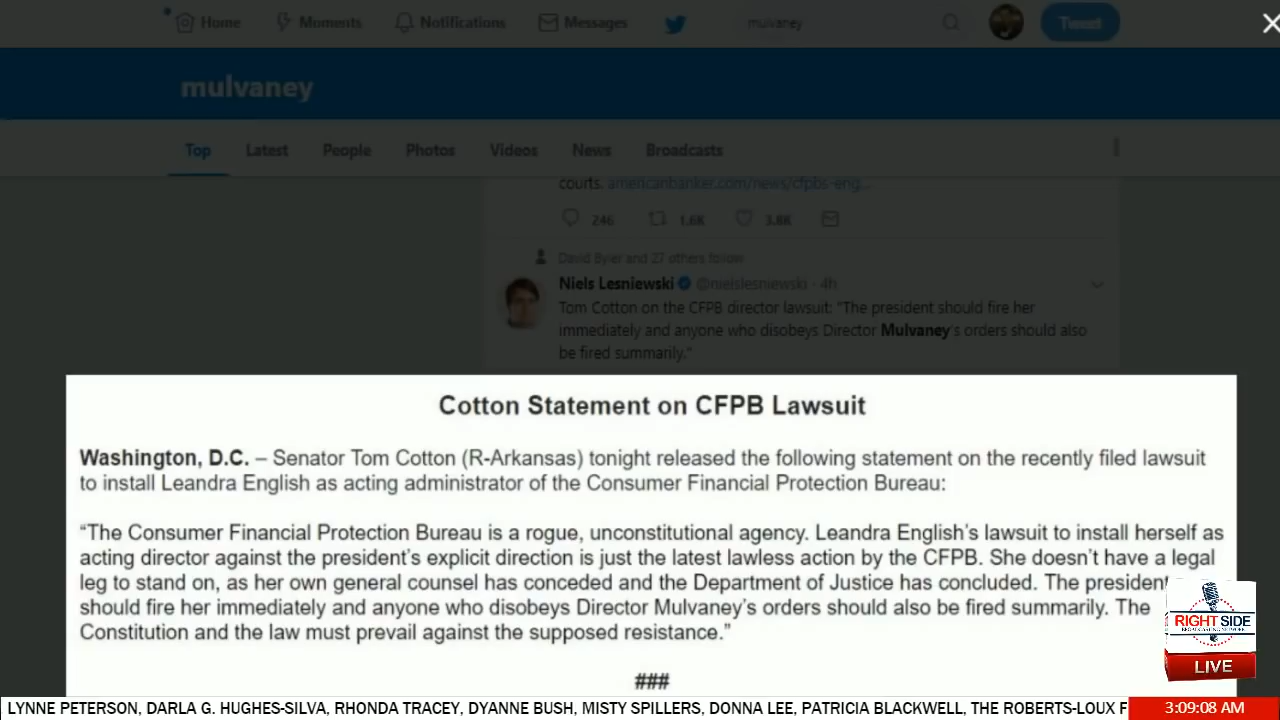 Home Moments Notifications Messages mulvaney Tweet
mulvaney
Top Latest People Photos Videos News Broadcasts
courts. americanbanker.com/news/cfpbs-eng...
246 1.6K 3.8K
David Byler and 27 others follow
Niels Lesniewski @nielslesniewski · 4h
Tom Cotton on the CFPB director lawsuit: "The president should fire her
immediately and anyone who disobeys Director Mulvaney's orders should also
be fired summarily."
Cotton Statement on CFPB Lawsuit
Washington, D.C. – Senator Tom Cotton (R-Arkansas) tonight released the following statement on the recently filed lawsuit
to install Leandra English as acting administrator of the Consumer Financial Protection Bureau:
“The Consumer Financial Protection Bureau is a rogue, unconstitutional agency. Leandra English’s lawsuit to install herself as
acting director against the president’s explicit direction is just the latest lawless action by the CFPB. She doesn’t have a legal
leg to stand on, as her own general counsel has conceded and the Department of Justice has concluded. The president
should fire her immediately and anyone who disobeys Director Mulvaney’s orders should also be fired summarily. The
Constitution and the law must prevail against the supposed resistance.”
###
RIGHT SIDE
BROADCASTING NETWORK
LIVE
LYNNE PETERSON, DARLA G. HUGHES-SILVA, RHONDA TRACEY, DYANNE BUSH, MISTY SPILLERS, DONNA LEE, PATRICIA BLACKWELL, THE ROBERTS-LOUX F
3:09:08 AM